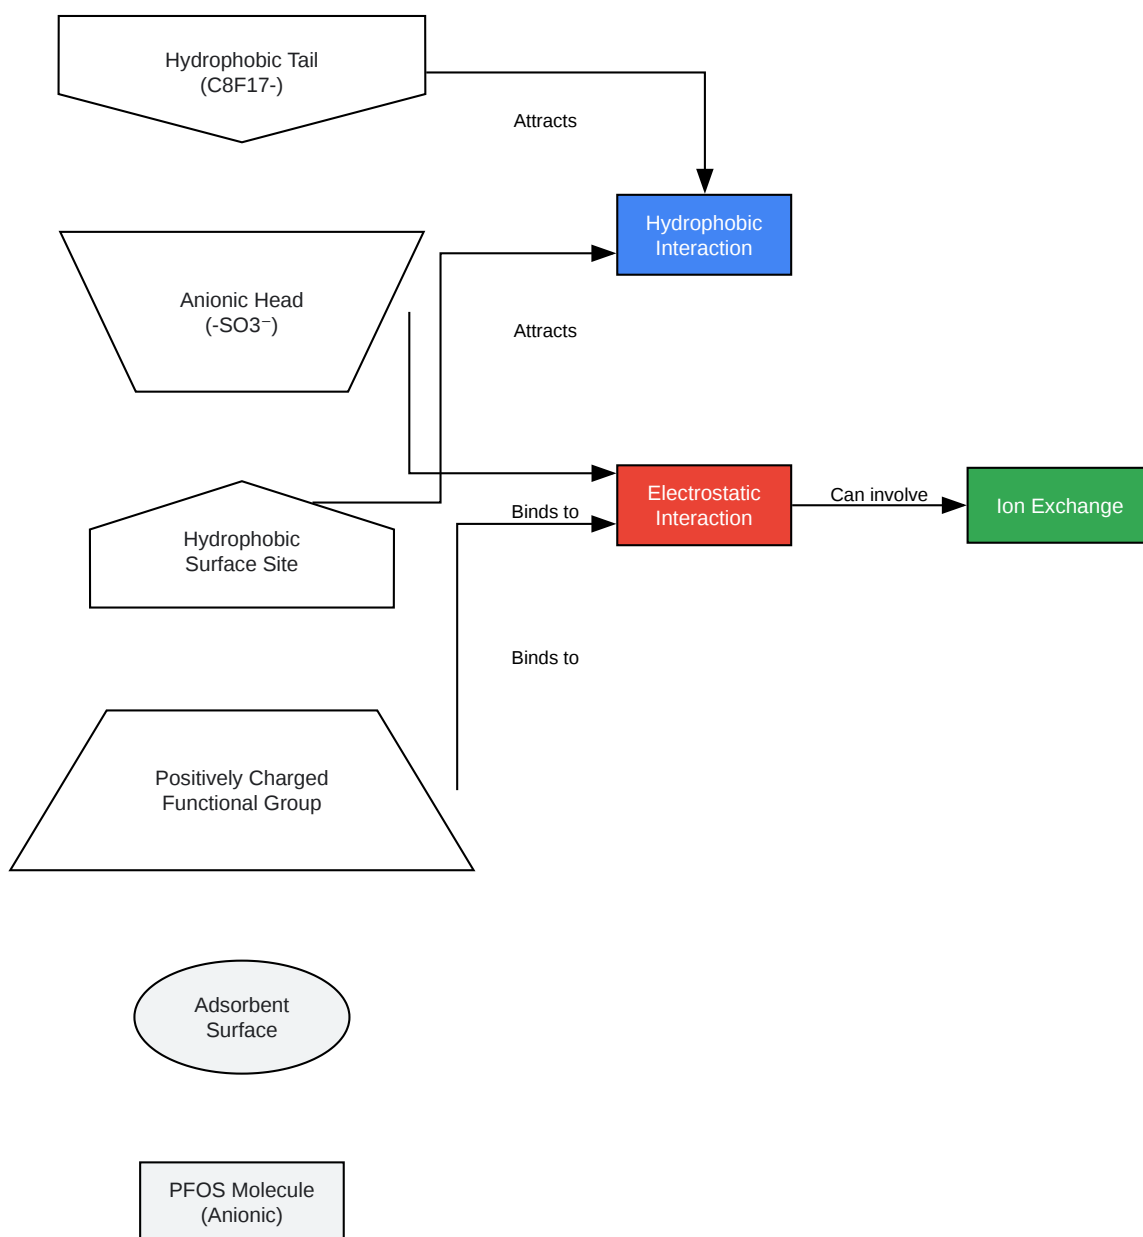 Hydrophobic Tail
(C8F17-)
Attracts
Hydrophobic
Interaction
Anionic Head
(-SO3⁻)
Attracts
Electrostatic
Interaction
Can involve
Ion Exchange
Binds to
Hydrophobic
Surface Site
Binds to
Positively Charged
Functional Group
Adsorbent
Surface
PFOS Molecule
(Anionic)